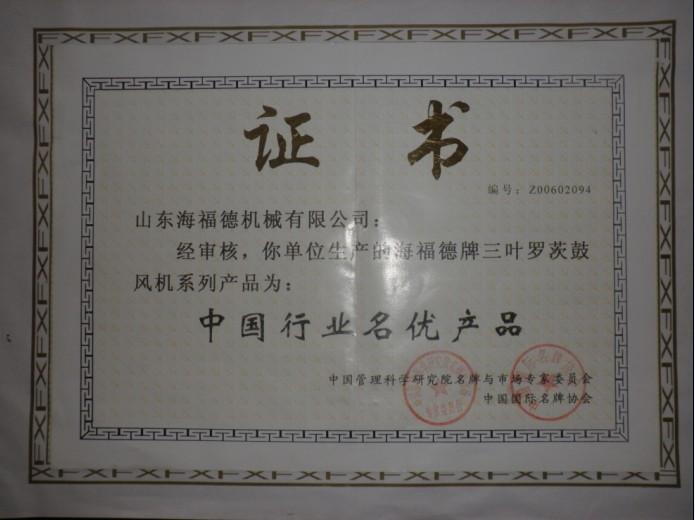 证 书
编号：Z00602094
山东海福德机械有限公司：
经审核，你单位生产的海福德牌三叶罗茨鼓
风机系列产品为：
中国行业名优产品
中国管理科学研究院名牌与市场专家委员会
中国国际名牌协会